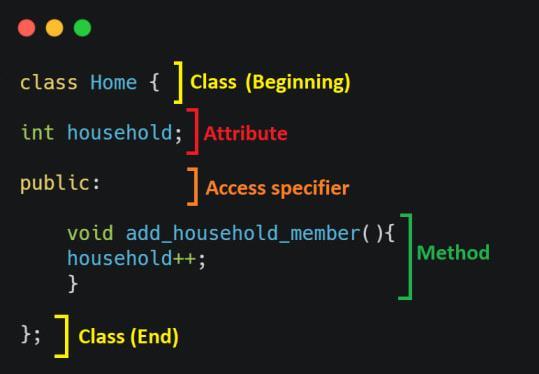 class Home { Class (Beginning)
int household; Attribute
public: Access specifier
void add_household_member(){
household++; Method
}
}; Class (End)